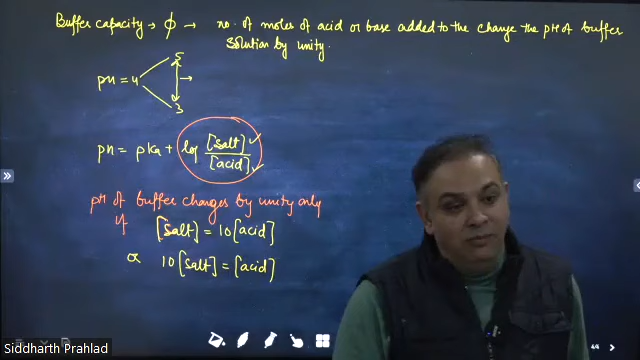 Buffer capacity → ϕ → no. of moles of acid or base added to the change the pH of buffer
solution by unity.
5
pH = 4 →
3
pH = pKa + log [Salt] / [acid]
pH of buffer changes by unity only
if [Salt] = 10 [acid]
or 10 [salt] = [acid]
4/4
Siddharth Prahlad